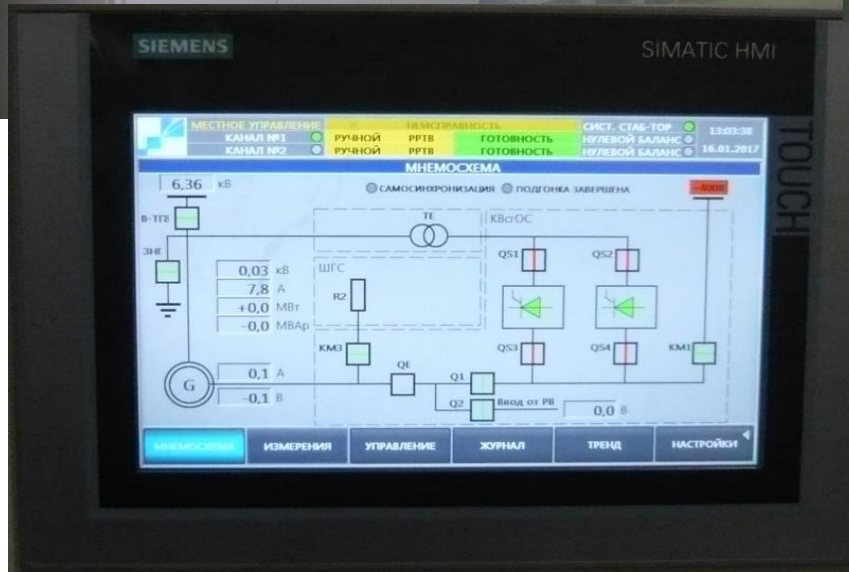 SIEMENS
SIMATIC HMI
TOUCH
МЕСТНОЕ УПРАВЛЕНИЕ НЕИСПРАВНОСТЬ СИСТ. СТАБ-ТОР 13:03:38
КАНАЛ №1 РУЧНОЙ РРТВ ГОТОВНОСТЬ НУЛЕВОЙ БАЛАНС
КАНАЛ №2 РУЧНОЙ РРТВ ГОТОВНОСТЬ НУЛЕВОЙ БАЛАНС 16.01.2017
МНЕМОСХЕМА
6,36 кВ САМОСИНХРОНИЗАЦИЯ ПОДГОНКА ЗАВЕРШЕНА
В-ТГ8 ТЕ КВстОС
ЗНГ QS1 QS2
0,03 кВ ШГС
7,8 А
+0,0 МВт R2
-0,0 МВАр
КМ3 QS3 QS4 КМ1
QE
G 0,1 А Q1
-0,1 В Q2 Ввод от РВ 0,0 В
МНЕМОСХЕМА ИЗМЕРЕНИЯ УПРАВЛЕНИЕ ЖУРНАЛ ТРЕНД НАСТРОЙКИ